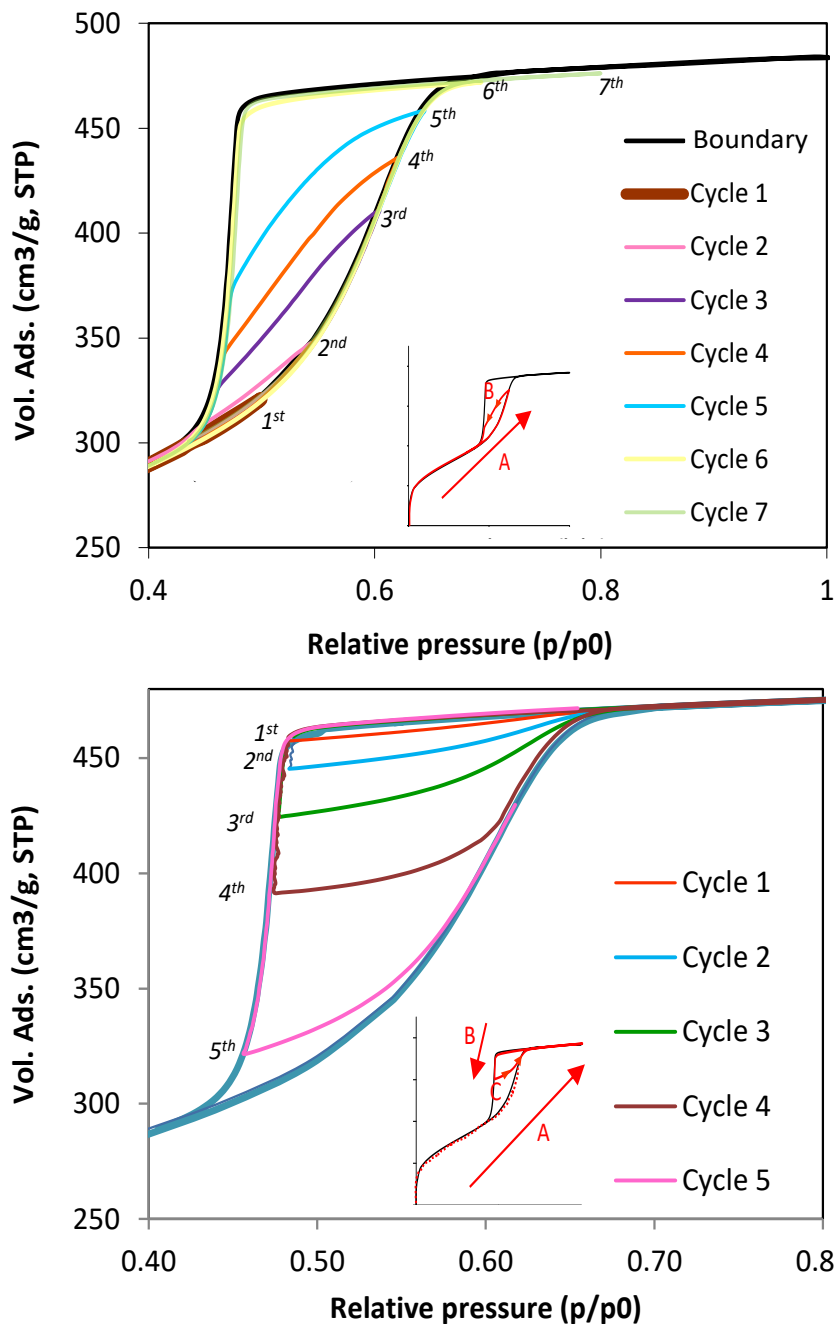 500
450
400
350
300
250
Vol. Ads. (cm3/g, STP)
0.4
0.6
0.8
1
Relative pressure (p/p0)
1st
2nd
3rd
4th
5th
6th
7th
Boundary
Cycle 1
Cycle 2
Cycle 3
Cycle 4
Cycle 5
Cycle 6
Cycle 7
B
A
450
400
350
300
250
Vol. Ads. (cm3/g, STP)
0.40
0.50
0.60
0.70
0.8
Relative pressure (p/p0)
1st
2nd
3rd
4th
5th
Cycle 1
Cycle 2
Cycle 3
Cycle 4
Cycle 5
B
C
A